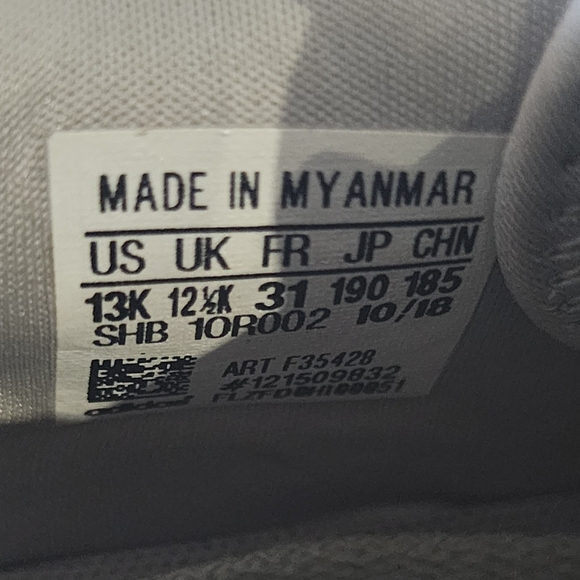 MADE IN MYANMAR
US UK FR JP CHN
13K 12½K 31 190 185
SHB 10R002 10/18
ART F35428
#121509832
adidas